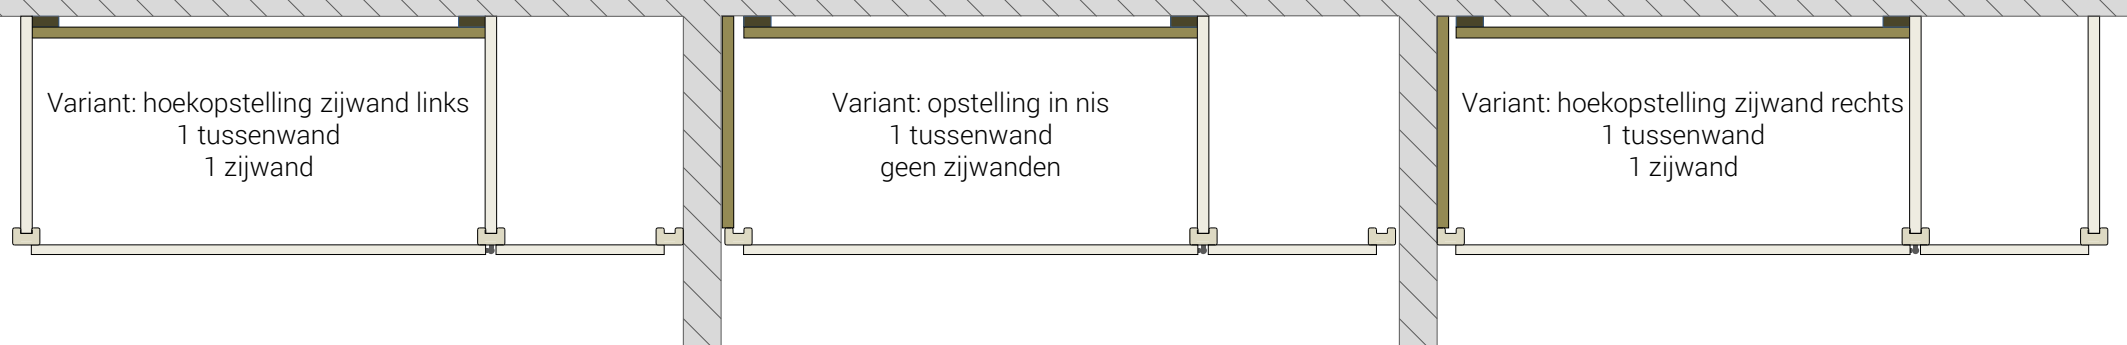 Variant: hoekopstelling zijwand links
1 tussenwand
1 zijwand
Variant: opstelling in nis
1 tussenwand
geen zijwanden
Variant: hoekopstelling zijwand rechts
1 tussenwand
1 zijwand